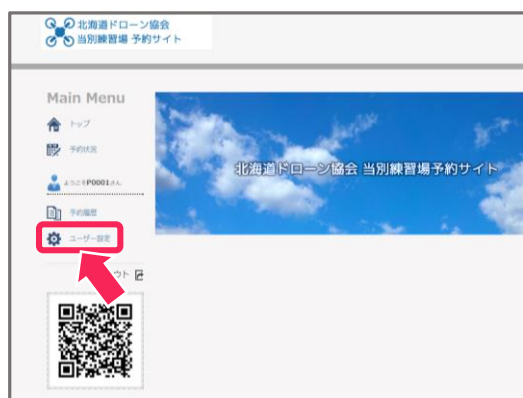 北海道ドローン協会
当別練習場 予約サイト
Main Menu
トップ
予約状況
北海道ドローン協会 当別練習場予約サイト
ようこそP0001さん
予約履歴
ユーザー設定
ウト